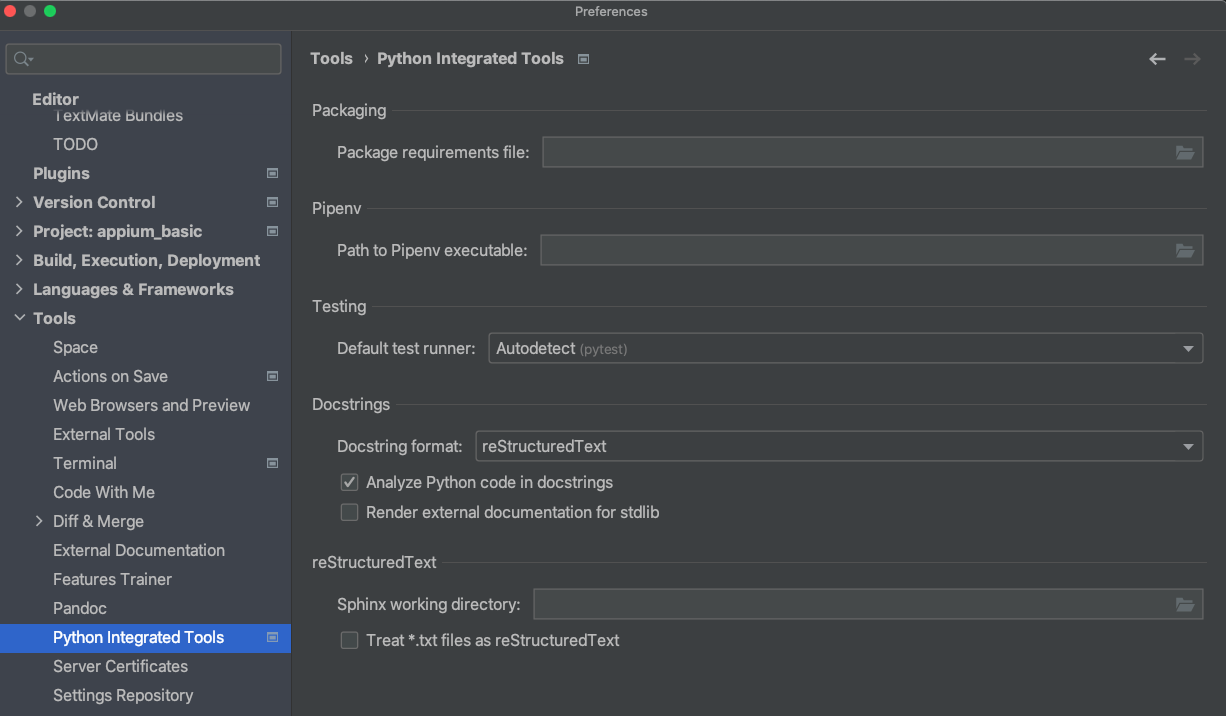 Preferences
Editor
TextMate Bundles
TODO
Plugins
Version Control
Project: appium_basic
Build, Execution, Deployment
Languages & Frameworks
Tools
Space
Actions on Save
Web Browsers and Preview
External Tools
Terminal
Code With Me
Diff & Merge
External Documentation
Features Trainer
Pandoc
Python Integrated Tools
Server Certificates
Settings Repository
Tools › Python Integrated Tools
Packaging
Package requirements file:
Pipenv
Path to Pipenv executable:
Testing
Default test runner: Autodetect (pytest)
Docstrings
Docstring format: reStructuredText
Analyze Python code in docstrings
Render external documentation for stdlib
reStructuredText
Sphinx working directory:
Treat *.txt files as reStructuredText